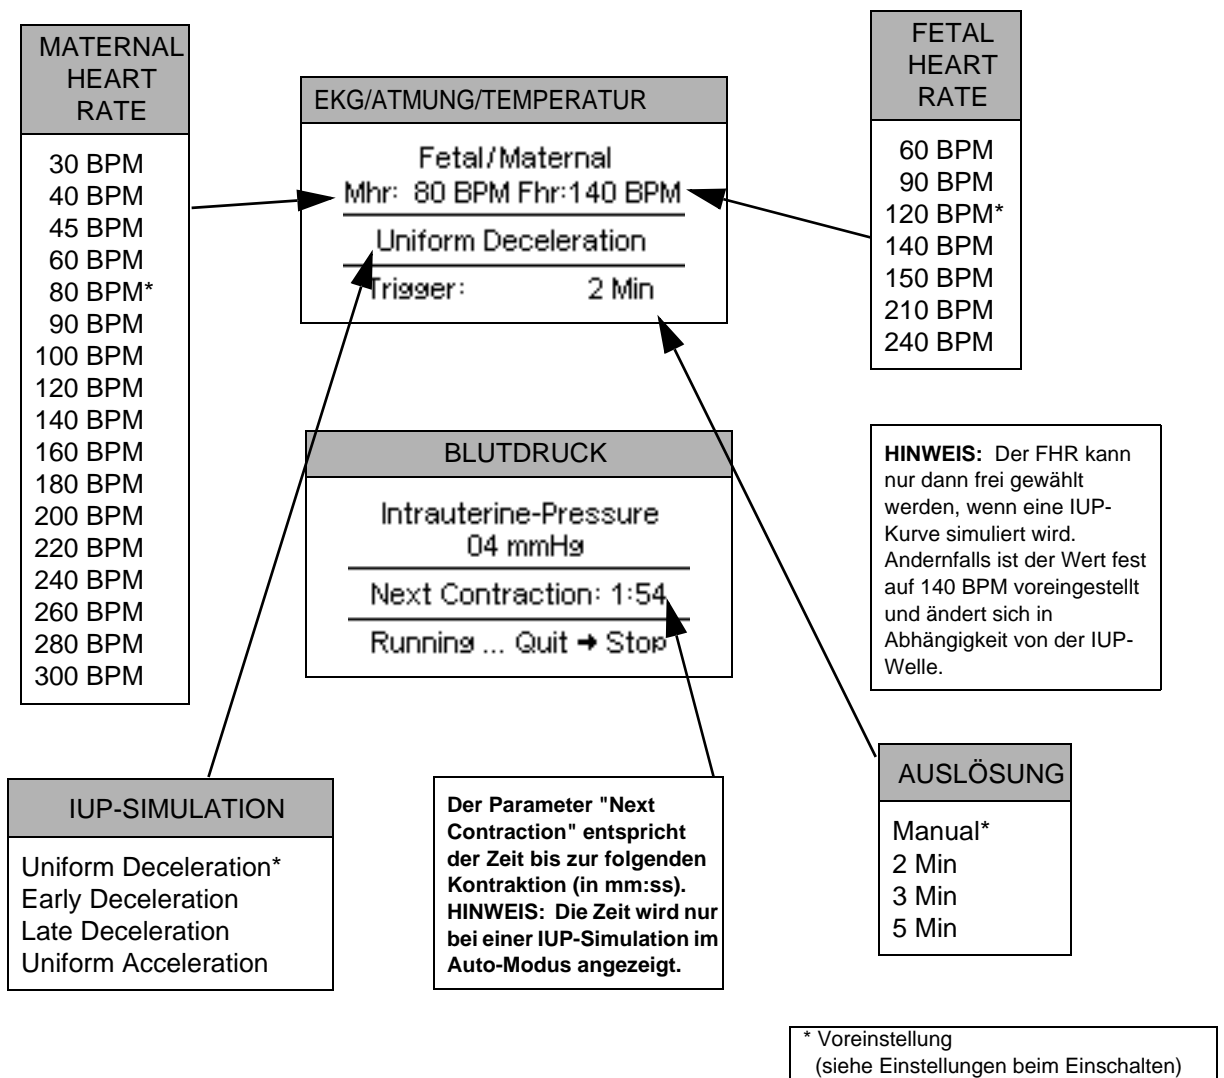 MATERNAL
HEART
RATE
30 BPM
40 BPM
45 BPM
60 BPM
80 BPM*
90 BPM
100 BPM
120 BPM
140 BPM
160 BPM
180 BPM
200 BPM
220 BPM
240 BPM
260 BPM
280 BPM
300 BPM
EKG/ATMUNG/TEMPERATUR
Fetal/Maternal
Mhr: 80 BPM Fhr:140 BPM
Uniform Deceleration
Trigger: 2 Min
FETAL
HEART
RATE
60 BPM
90 BPM
120 BPM*
140 BPM
150 BPM
210 BPM
240 BPM
BLUTDRUCK
Intrauterine-Pressure
04 mmHg
Next Contraction: 1:54
Running ... Quit → Stop
HINWEIS: Der FHR kann
nur dann frei gewählt
werden, wenn eine IUP-
Kurve simuliert wird.
Andernfalls ist der Wert fest
auf 140 BPM voreingestellt
und ändert sich in
Abhängigkeit von der IUP-
Welle.
IUP-SIMULATION
Uniform Deceleration*
Early Deceleration
Late Deceleration
Uniform Acceleration
Der Parameter "Next
Contraction" entspricht
der Zeit bis zur folgenden
Kontraktion (in mm:ss).
HINWEIS: Die Zeit wird nur
bei einer IUP-Simulation im
Auto-Modus angezeigt.
AUSLÖSUNG
Manual*
2 Min
3 Min
5 Min
* Voreinstellung
(siehe Einstellungen beim Einschalten)